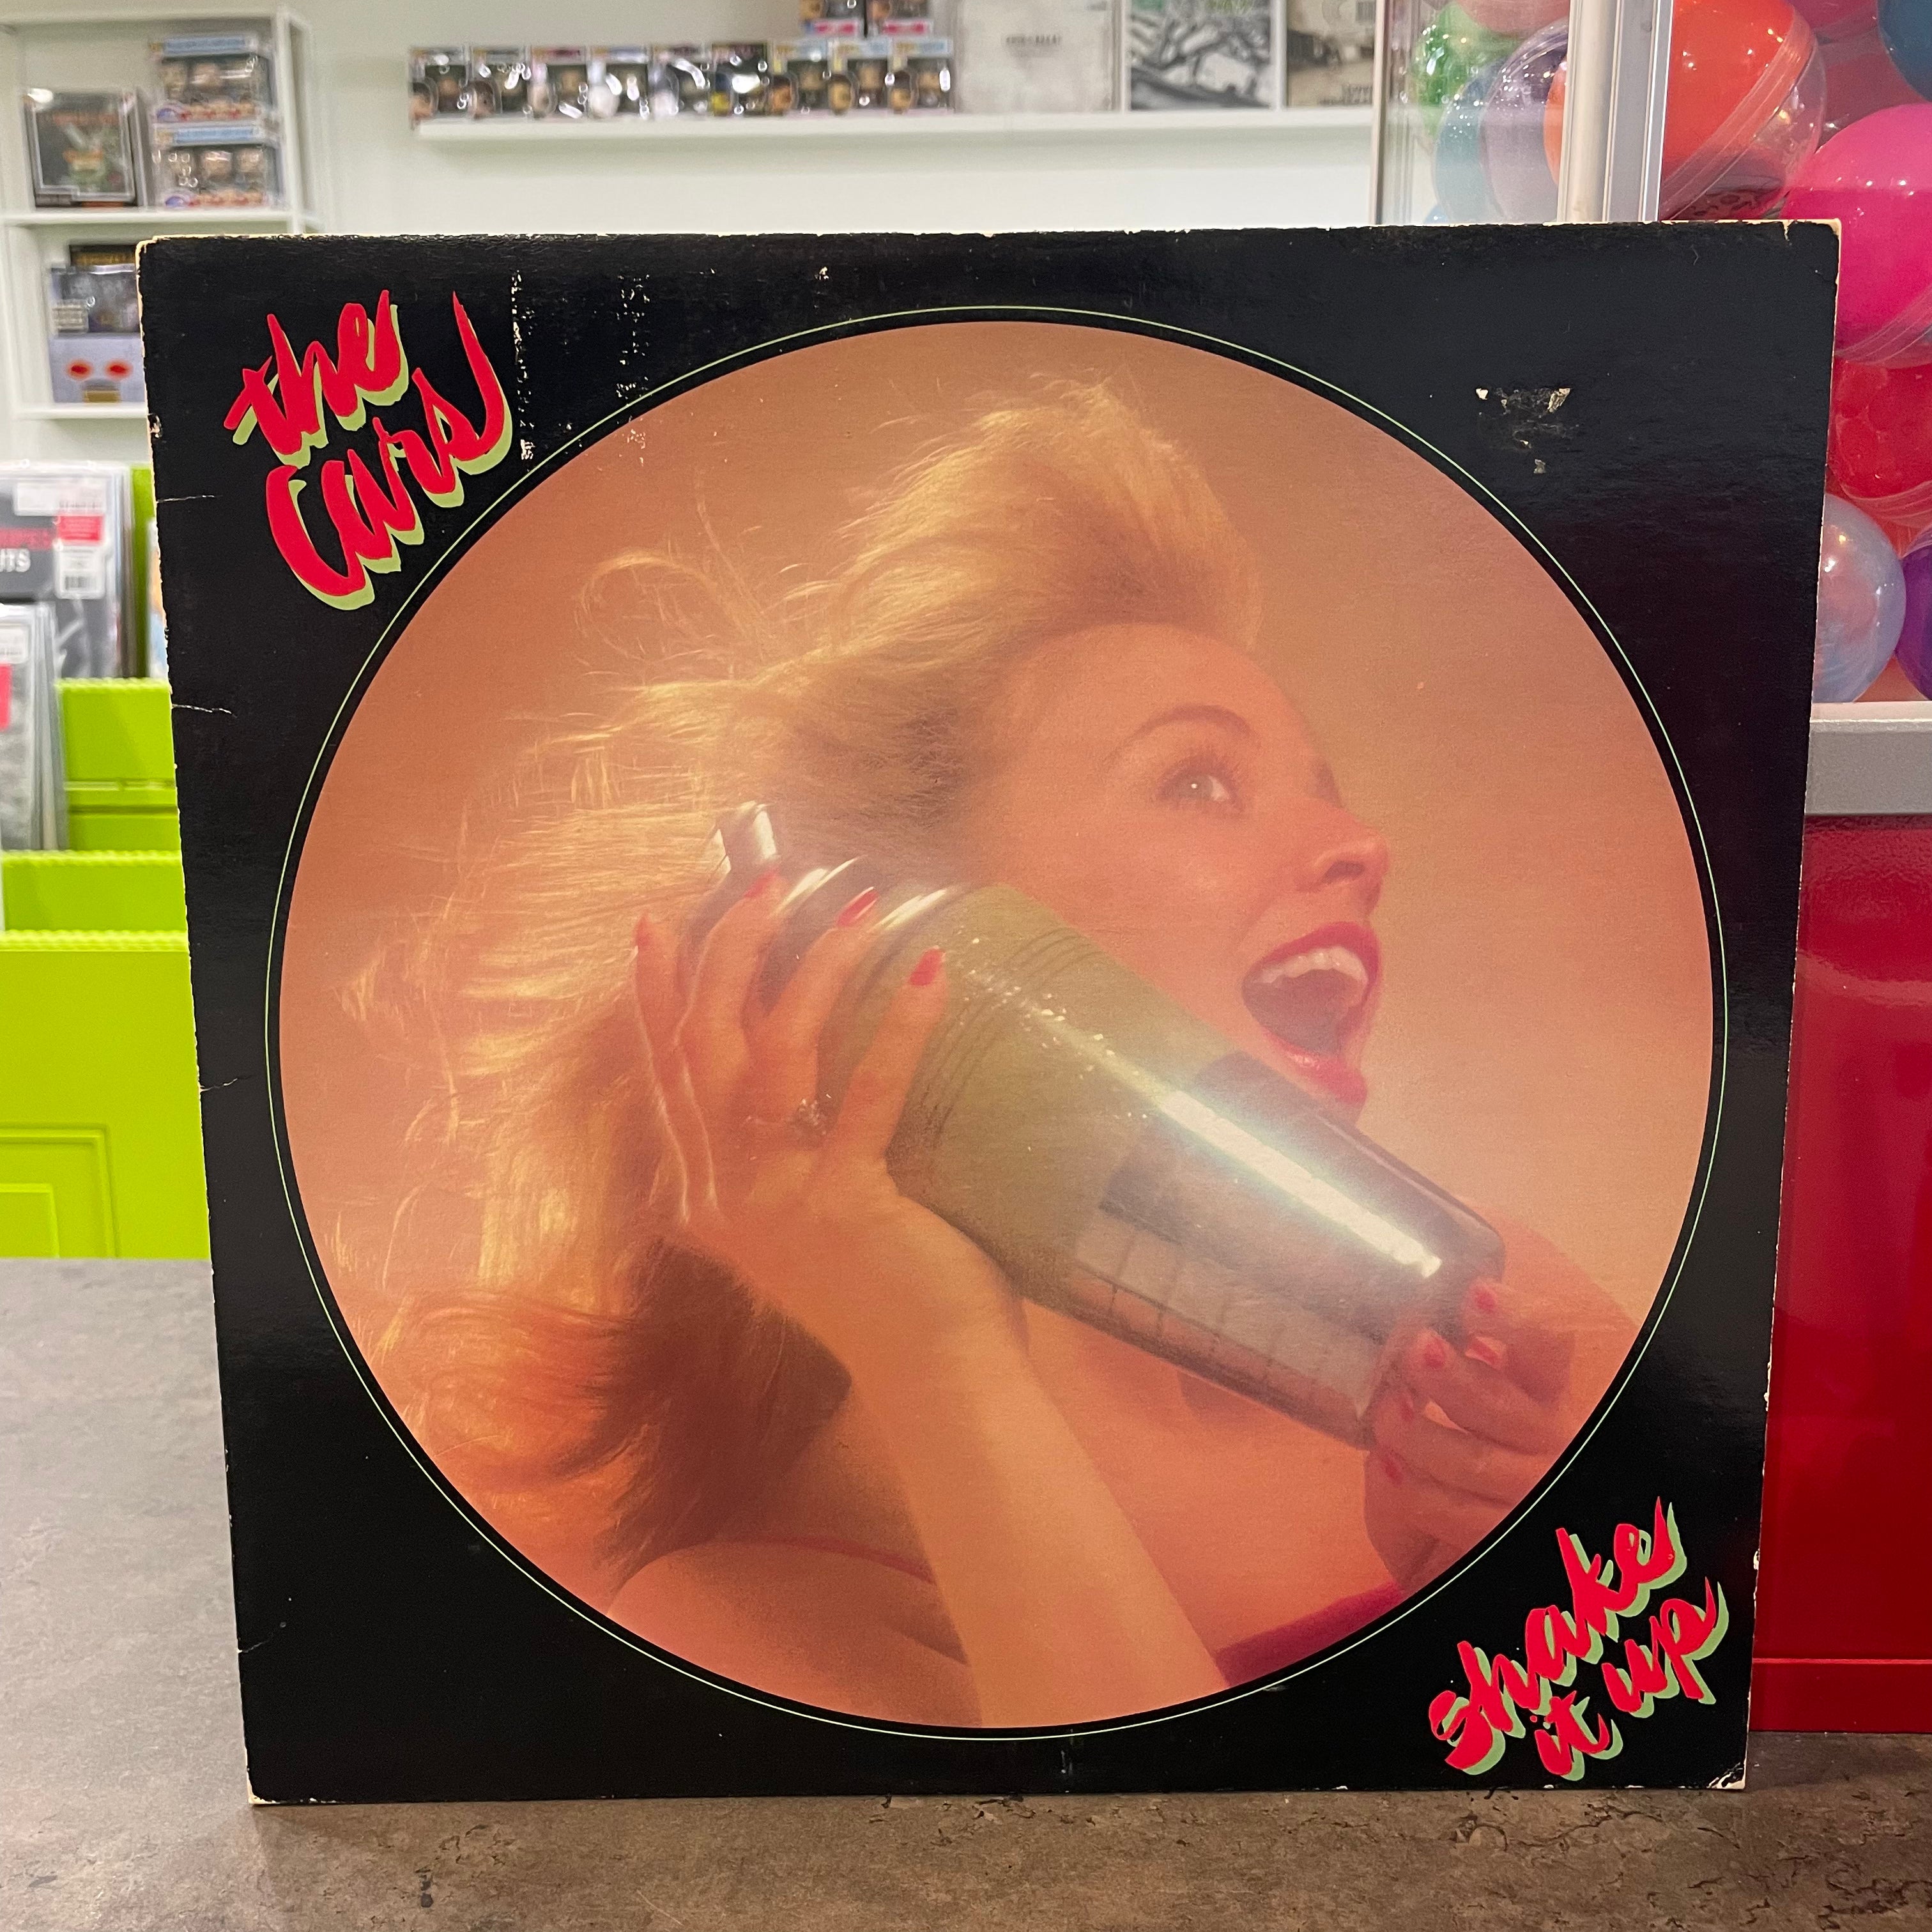 the
Cars
shake
it up